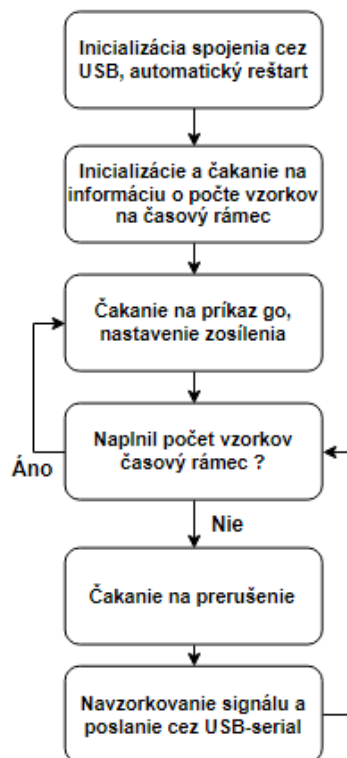 Inicializácia spojenia cez
USB, automatický reštart
Inicializácie a čakanie na
informáciu o počte vzorkov
na časový rámec
Čakanie na príkaz go,
nastavenie zosílenia
Naplnil počet vzorkov
časový rámec ?
Áno
Nie
Čakanie na prerušenie
Navzorkovanie signálu a
poslanie cez USB-serial